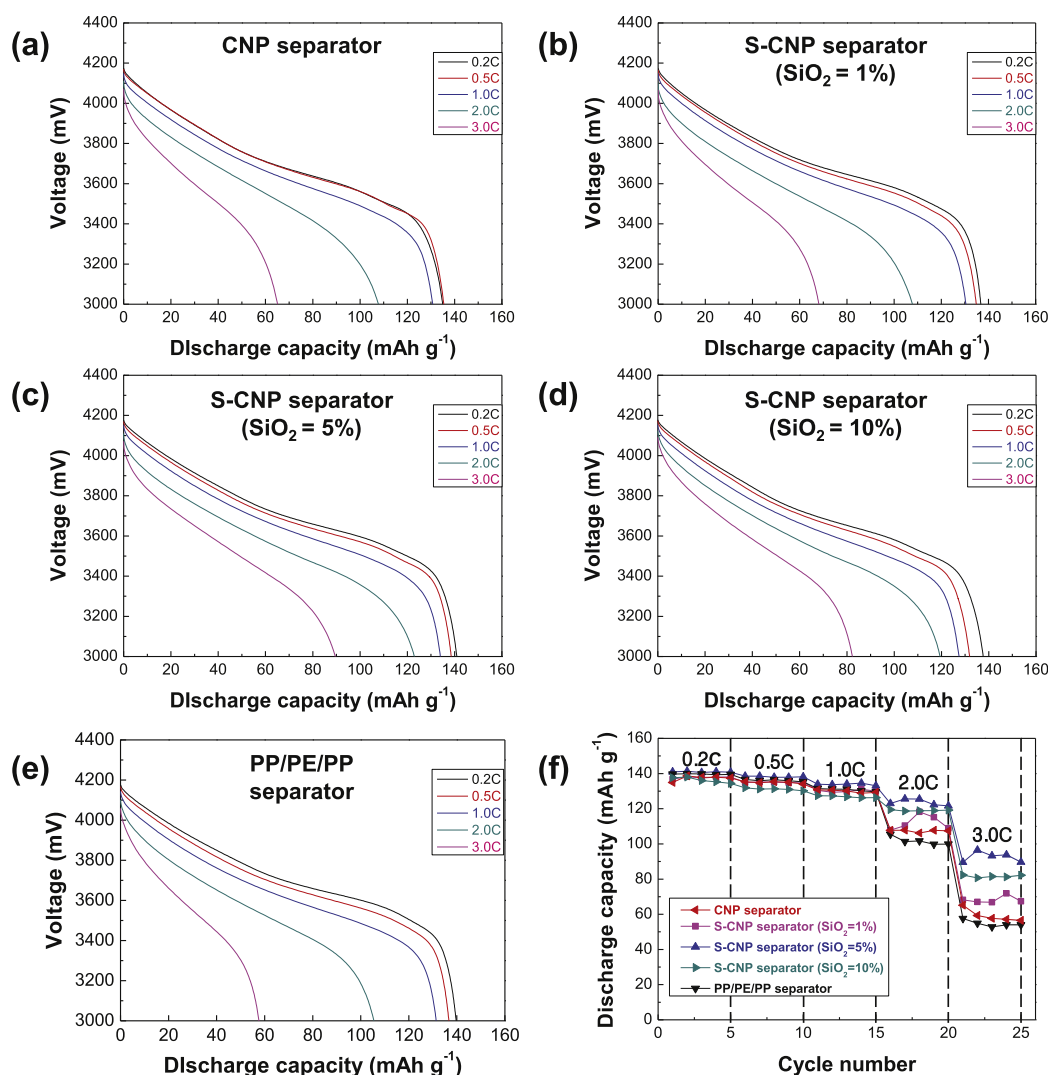 (a)
CNP separator
0.2C
0.5C
1.0C
2.0C
3.0C
4400
4200
4000
3800
3600
3400
3200
3000
Voltage (mV)
0 20 40 60 80 100 120 140 160
DIscharge capacity (mAh g⁻¹)
(b)
S-CNP separator
(SiO₂ = 1%)
0.2C
0.5C
1.0C
2.0C
3.0C
4400
4200
4000
3800
3600
3400
3200
3000
Voltage (mV)
0 20 40 60 80 100 120 140 160
DIscharge capacity (mAh g⁻¹)
(c)
S-CNP separator
(SiO₂ = 5%)
0.2C
0.5C
1.0C
2.0C
3.0C
4400
4200
4000
3800
3600
3400
3200
3000
Voltage (mV)
0 20 40 60 80 100 120 140 160
DIscharge capacity (mAh g⁻¹)
(d)
S-CNP separator
(SiO₂ = 10%)
0.2C
0.5C
1.0C
2.0C
3.0C
4400
4200
4000
3800
3600
3400
3200
3000
Voltage (mV)
0 20 40 60 80 100 120 140 160
DIscharge capacity (mAh g⁻¹)
(e)
PP/PE/PP
separator
0.2C
0.5C
1.0C
2.0C
3.0C
4400
4200
4000
3800
3600
3400
3200
3000
Voltage (mV)
0 20 40 60 80 100 120 140 160
DIscharge capacity (mAh g⁻¹)
(f)
0.2C
0.5C
1.0C
2.0C
3.0C
160
140
120
100
80
60
40
20
0
Discharge capacity (mAh g⁻¹)
CNP separator
S-CNP separator (SiO₂=1%)
S-CNP separator (SiO₂=5%)
S-CNP separator (SiO₂=10%)
PP/PE/PP separator
0 5 10 15 20 25
Cycle number